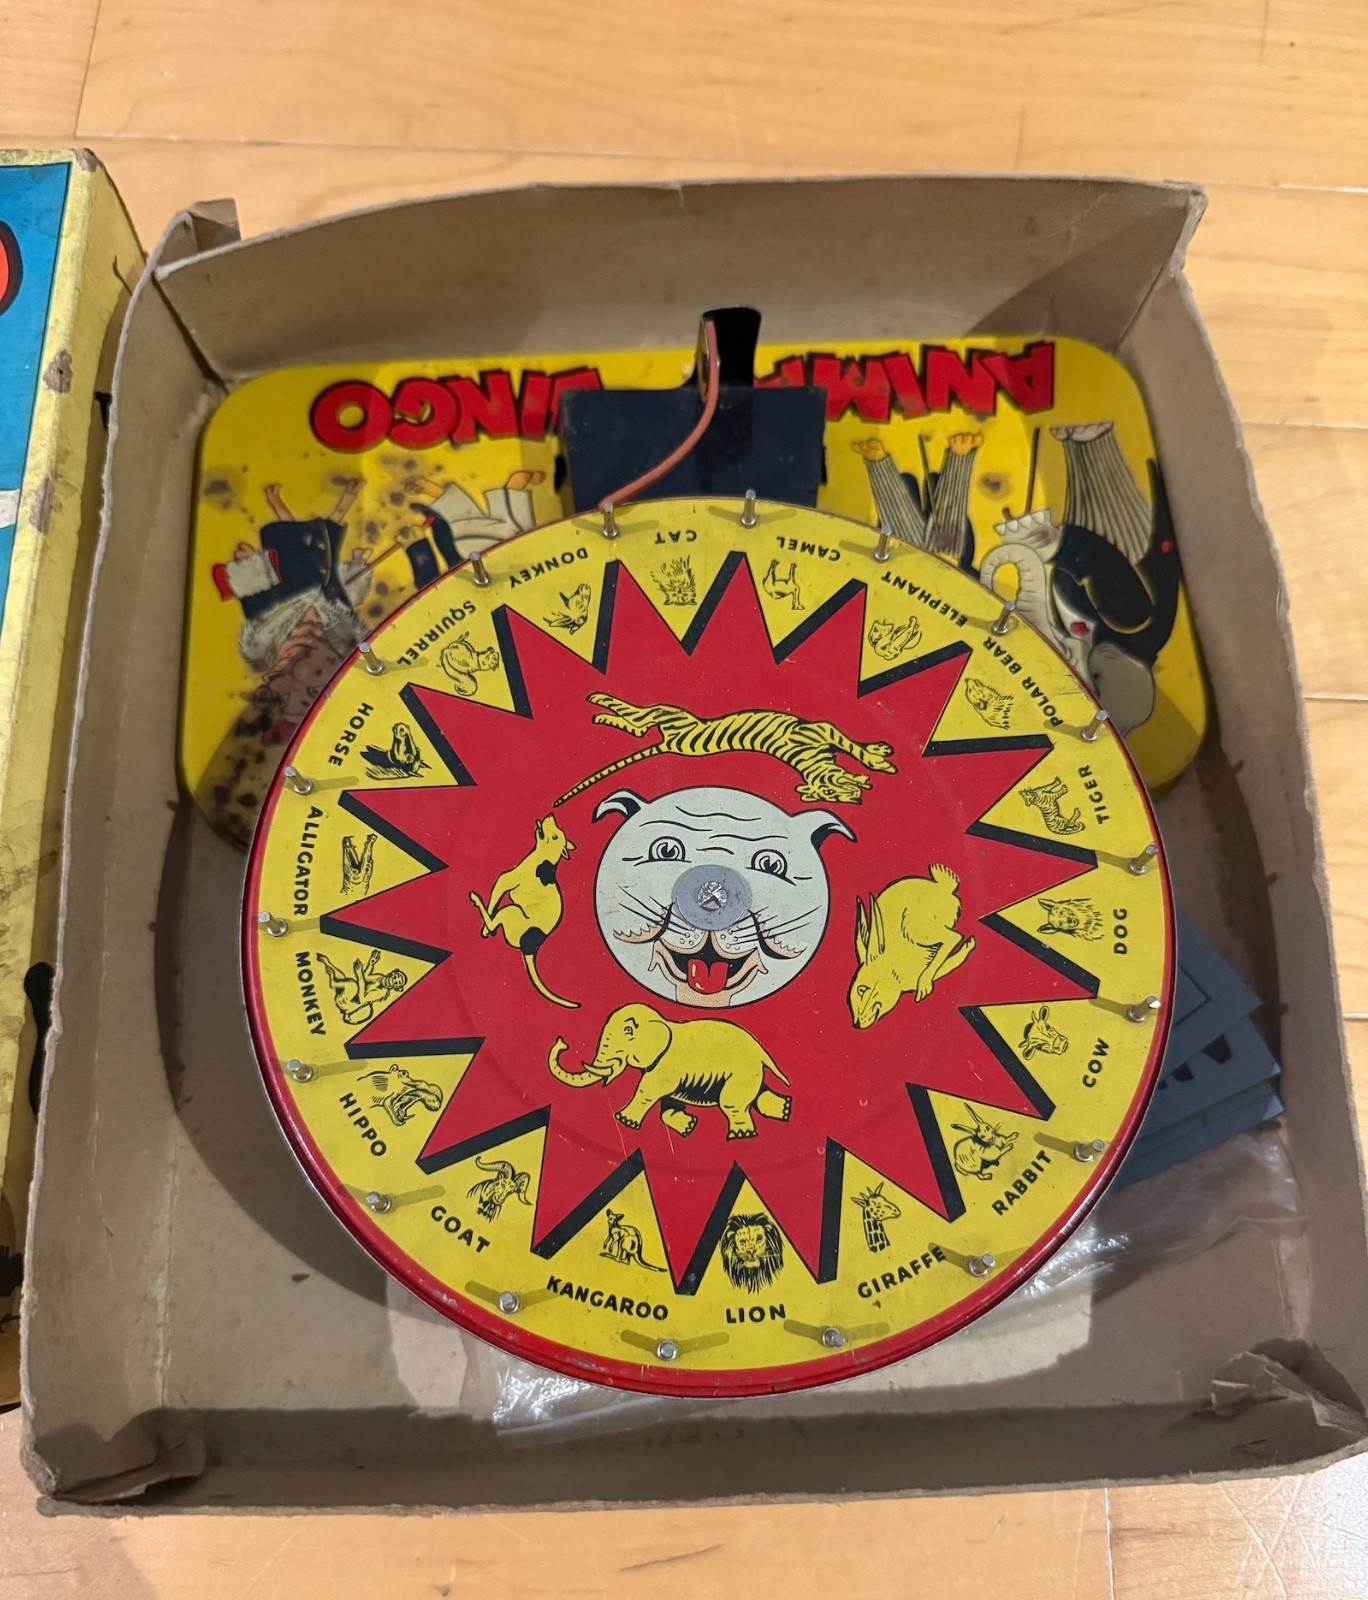 BINGO
CAT
CAMEL
ELEPHANT
POLAR BEAR
TIGER
DOG
COW
RABBIT
GIRAFFE
LION
KANGAROO
GOAT
HIPPO
MONKEY
ALLIGATOR
HORSE
SQUIRREL
DONKEY